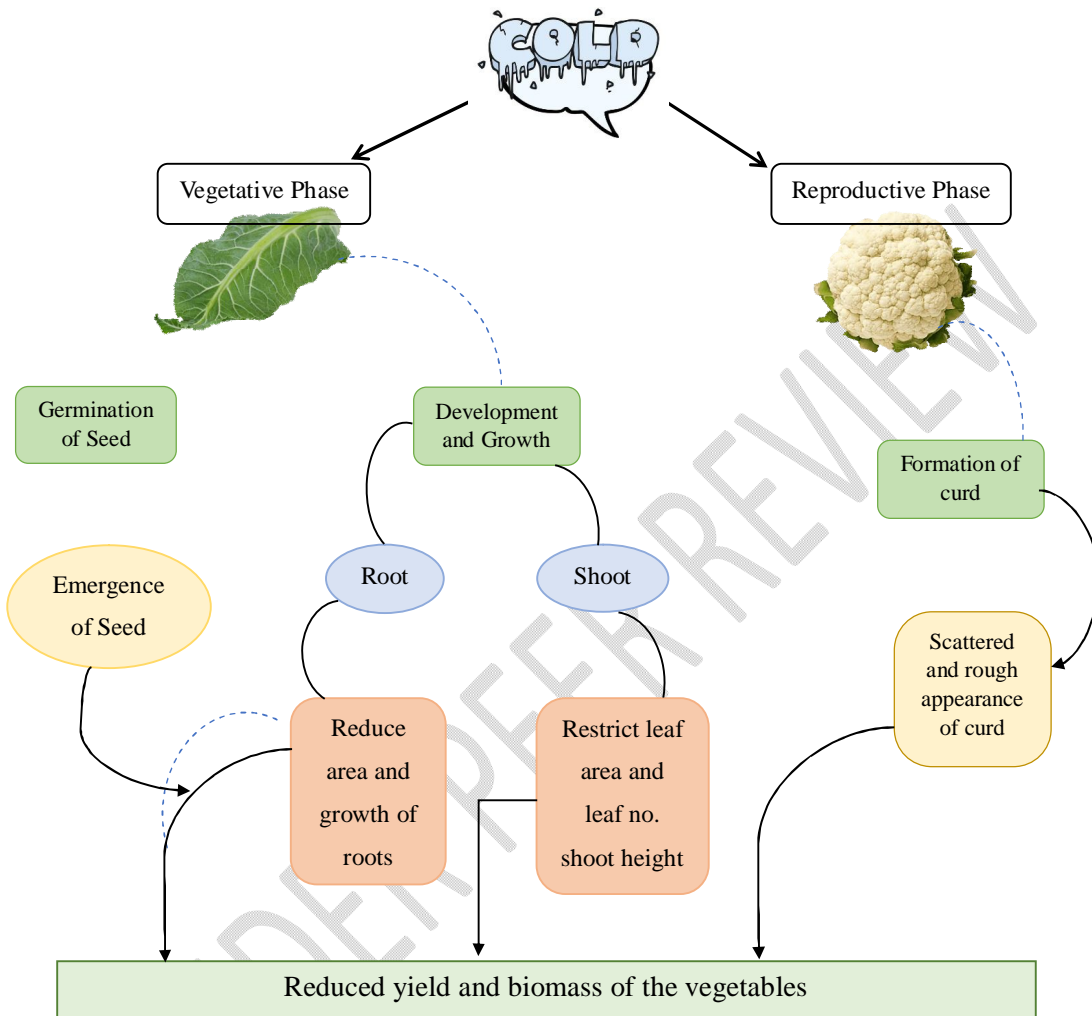 COLD
Vegetative Phase
Reproductive Phase
Germination
of Seed
Development
and Growth
Formation of
curd
Root
Shoot
Emergence
of Seed
Scattered
and rough
appearance
of curd
Reduce
area and
growth of
roots
Restrict leaf
area and
leaf no.
shoot height
Reduced yield and biomass of the vegetables
DER PEER REVIEW